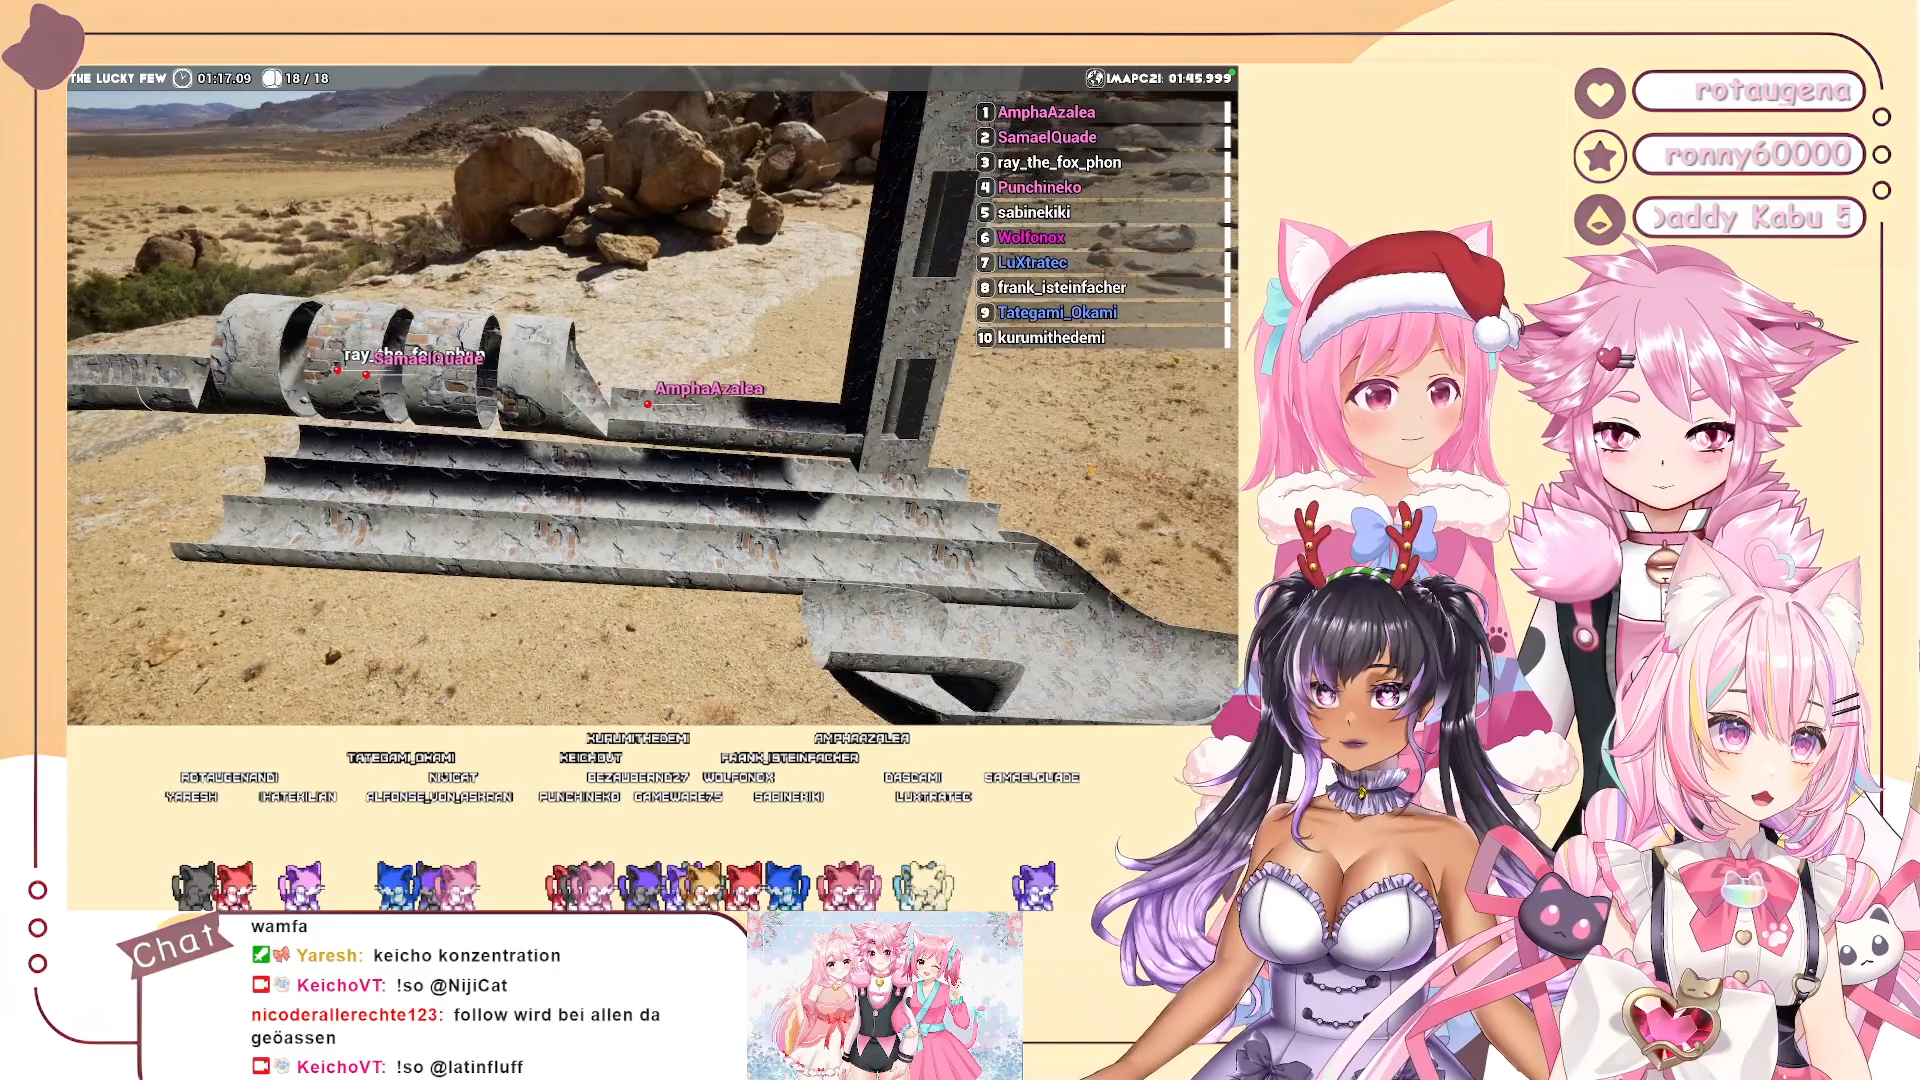 THE LUCKY FEW 01:17.09 18 / 18
IMAPC21: 01:45.999
1 AmphaAzalea
2 SamaelQuade
3 ray_the_fox_phon
4 Punchineko
5 sabinekiki
6 Wolfonox
7 LuXtratec
8 frank_isteinfacher
9 Tategami_Okami
10 kurumithedemi
SamaelQuade
AmphaAzalea
rotaugena
ronny60000
Daddy Kabu 5
KURUMITHEDEMI AMPHAAZALEA
TATEGAMI_OKAMI KEICHOVT FRANK_ISTEINFACHER
ROTAUGENANDI NIJICAT BEZAUBERND27 WOLFONOX DASDAMI SAMAELQUADE
YARESH IHATEKILIAN ALFONSE_VON_ASKRAN PUNCHINEKO GAMEWARE75 SABINEKIKI LUXTRATEC
Chat
wamfa
Yaresh: keicho konzentration
KeichoVT: !so @NijiCat
nicoderallerechte123: follow wird bei allen da
geöassen
KeichoVT: !so @latinfluff